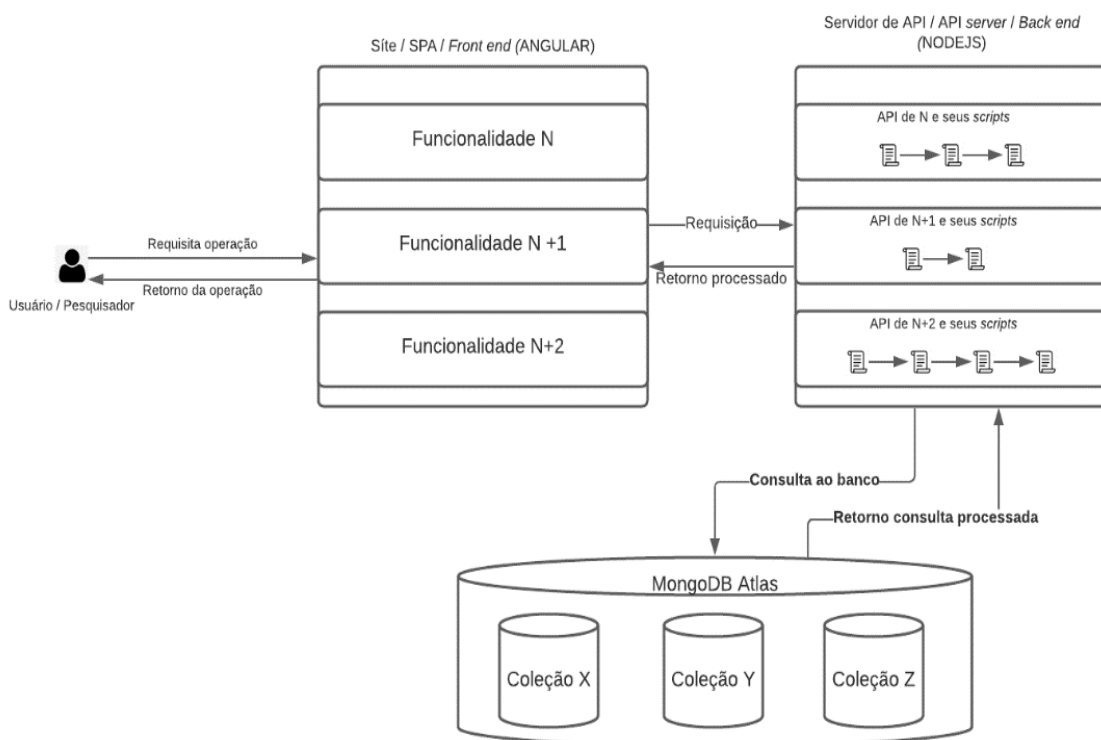 Servidor de API / API server / Back end
(NODEJS)
Síte / SPA / Front end (ANGULAR)
Funcionalidade N
API de N e seus scripts
Requisita operação
Retorno da operação
Usuário / Pesquisador
Funcionalidade N +1
Requisição
Retorno processado
API de N+1 e seus scripts
Funcionalidade N+2
API de N+2 e seus scripts
Consulta ao banco
Retorno consulta processada
MongoDB Atlas
Coleção X
Coleção Y
Coleção Z